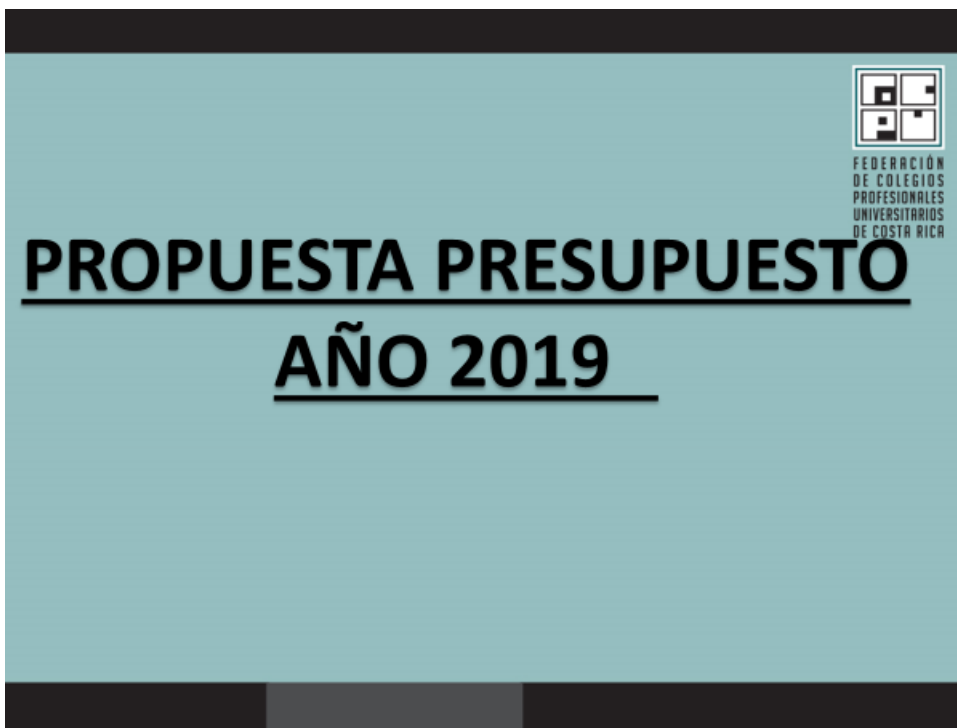 FEDERACIÓN
DE COLEGIOS
PROFESIONALES
UNIVERSITARIOS
DE COSTA RICA
PROPUESTA PRESUPUESTO
AÑO 2019